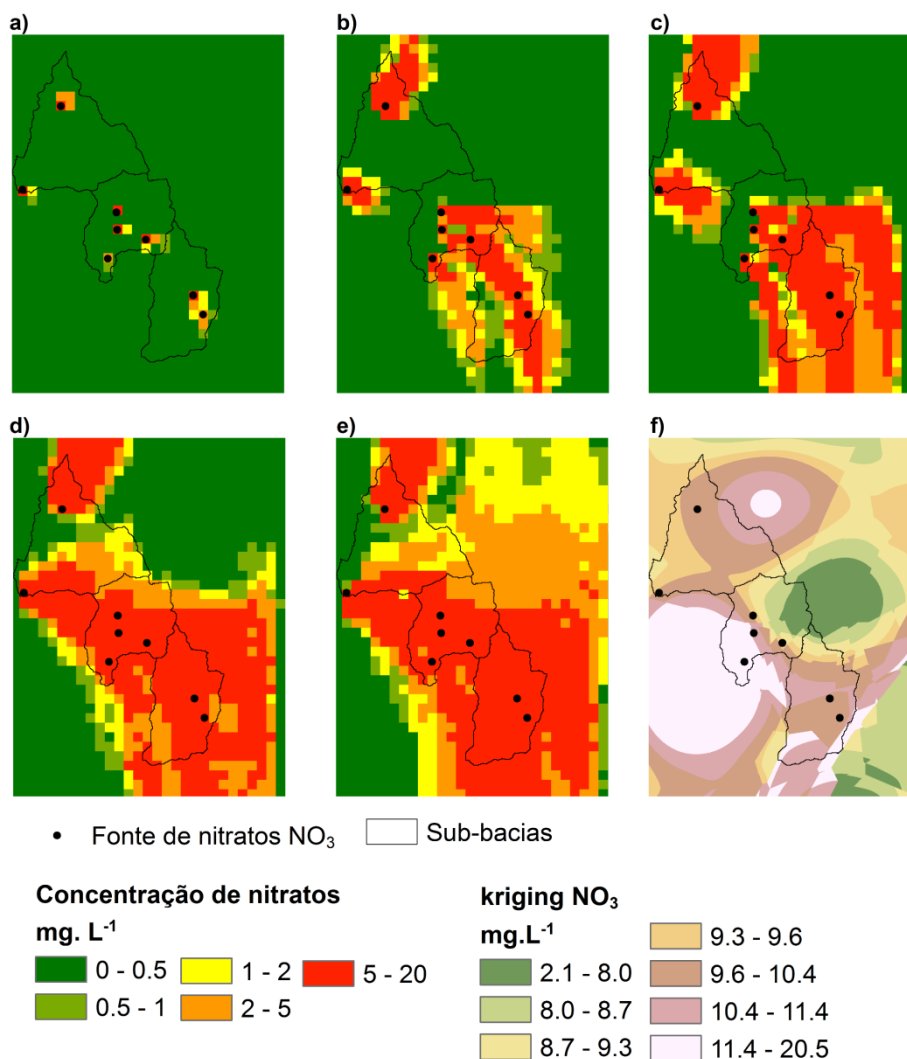 a)
b)
c)
d)
e)
f)
Fonte de nitratos NO₃
Sub-bacias
Concentração de nitratos
mg. L⁻¹
0 - 0.5
1 - 2
5 - 20
0.5 - 1
2 - 5
kriging NO₃
mg.L⁻¹
2.1 - 8.0
8.0 - 8.7
8.7 - 9.3
9.3 - 9.6
9.6 - 10.4
10.4 - 11.4
11.4 - 20.5